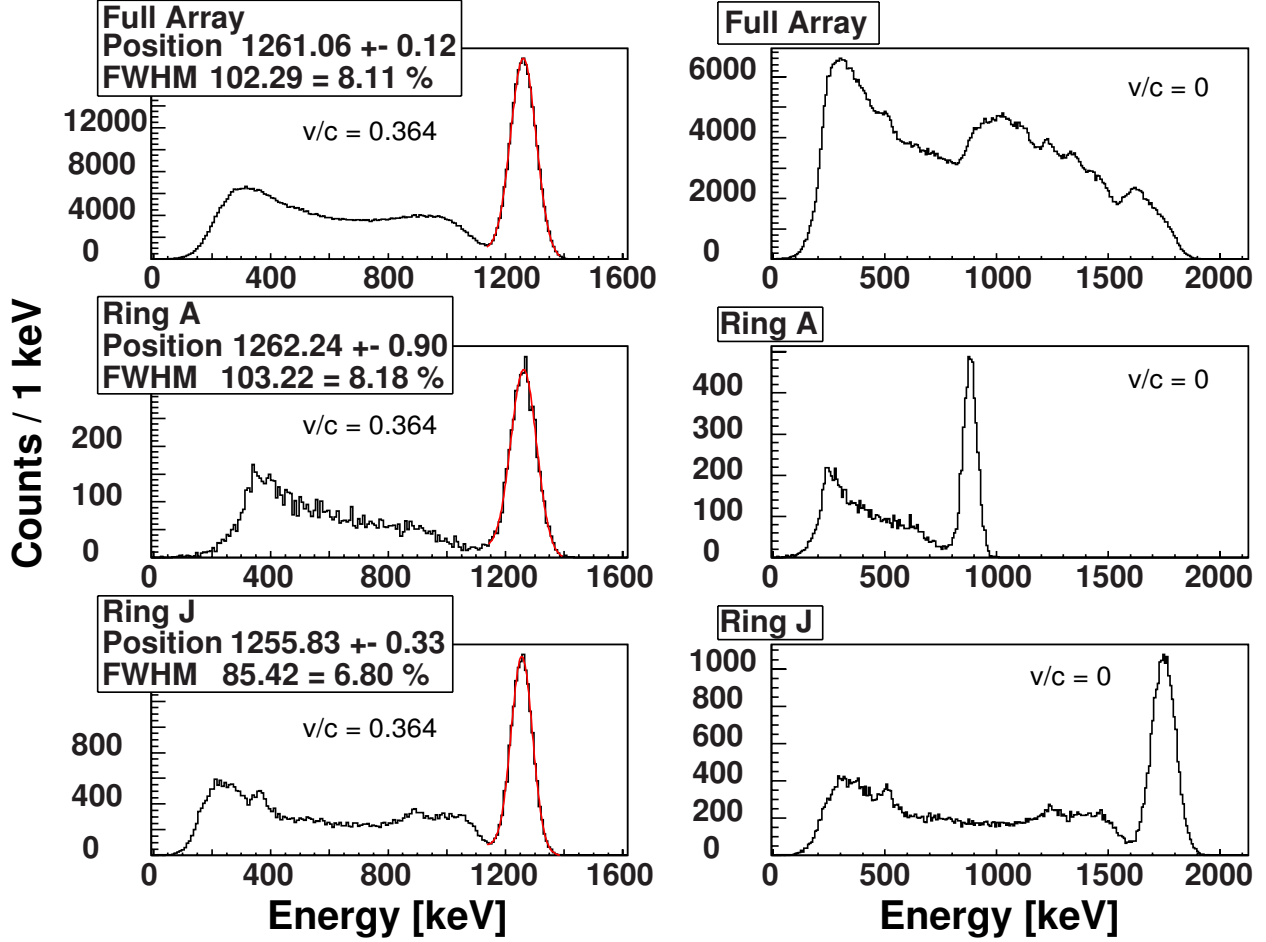 Full Array
Position 1261.06 +- 0.12
FWHM 102.29 = 8.11 %
v/c = 0.364
12000
8000
4000
0
0 400 800 1200 1600
Full Array
v/c = 0
6000
4000
2000
0
0 500 1000 1500 2000
Counts / 1 keV
Ring A
Position 1262.24 +- 0.90
FWHM 103.22 = 8.18 %
v/c = 0.364
200
100
0
0 400 800 1200 1600
Ring A
v/c = 0
400
300
200
100
0
0 500 1000 1500 2000
Ring J
Position 1255.83 +- 0.33
FWHM 85.42 = 6.80 %
v/c = 0.364
800
400
0
0 400 800 1200 1600
Energy [keV]
Ring J
v/c = 0
1000
800
600
400
200
0
0 500 1000 1500 2000
Energy [keV]